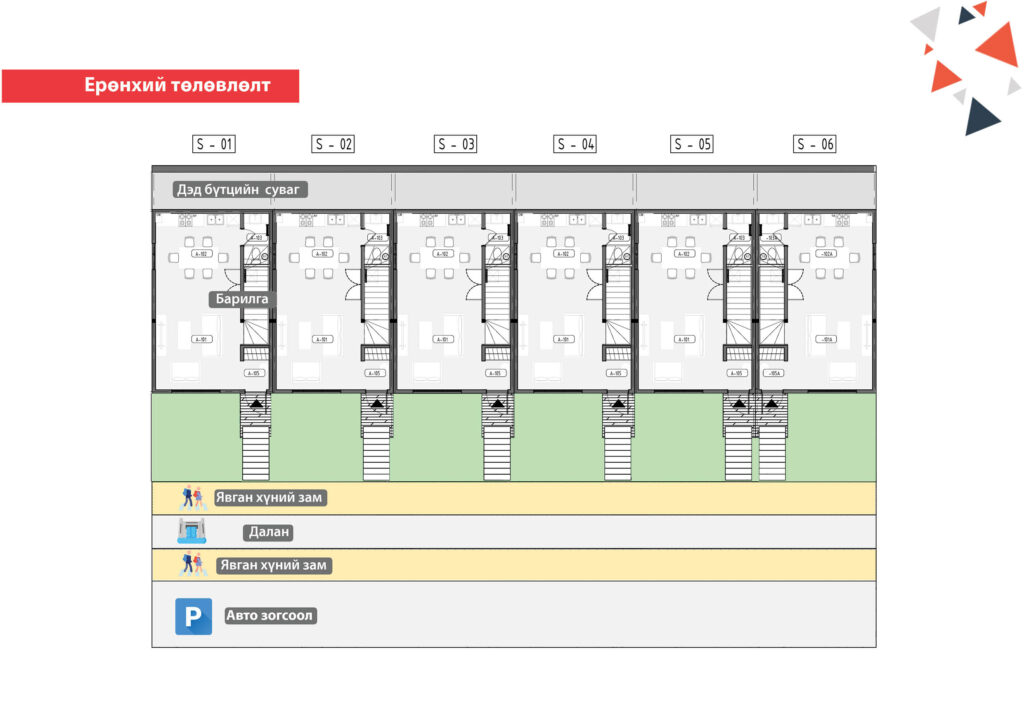 Ерөнхий төлөвлөлт
S - 01 S - 02 S - 03 S - 04 S - 05 S - 06
Дэд бүтцийн суваг
A-103 A-103 A-103 A-103 A-103 -103A
A-102 A-102 A-102 A-102 A-102 -102A
Барилга
A-101 A-101 A-101 A-101 A-101 -101A
A-105 A-105 A-105 A-105 A-105 -105A
Явган хүний зам
Далан
Явган хүний зам
P Авто зогсоол